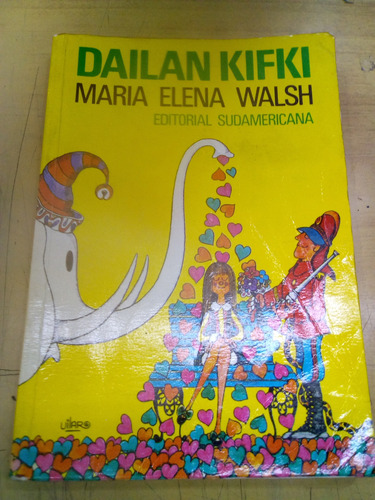 DAILAN KIFKI
MARIA ELENA WALSH
EDITORIAL SUDAMERICANA